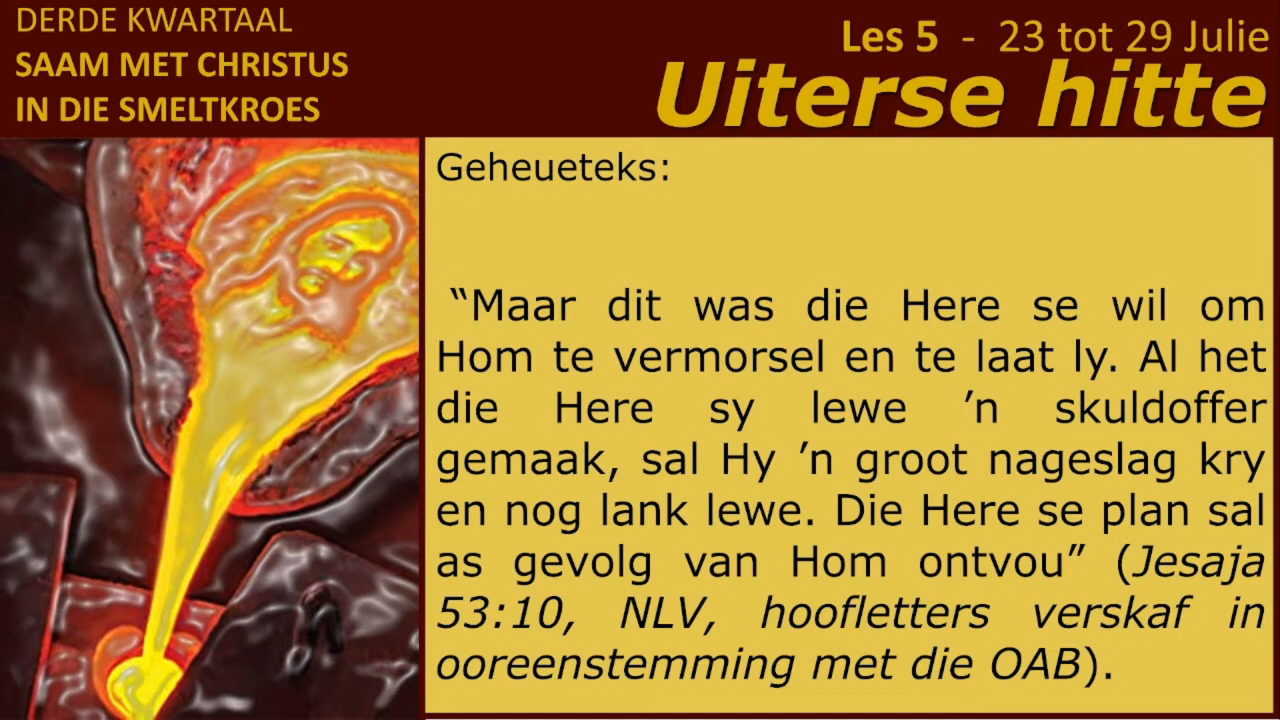 DERDE KWARTAAL
SAAM MET CHRISTUS
IN DIE SMELTKROES
Les 5 - 23 tot 29 Julie
Uiterse hitte
Geheueteks:
“Maar dit was die Here se wil om
Hom te vermorsel en te laat ly. Al het
die Here sy lewe ’n skuldoffer
gemaak, sal Hy ’n groot nageslag kry
en nog lank lewe. Die Here se plan sal
as gevolg van Hom ontvou” (Jesaja
53:10, NLV, hoofletters verskaf in
ooreenstemming met die OAB).